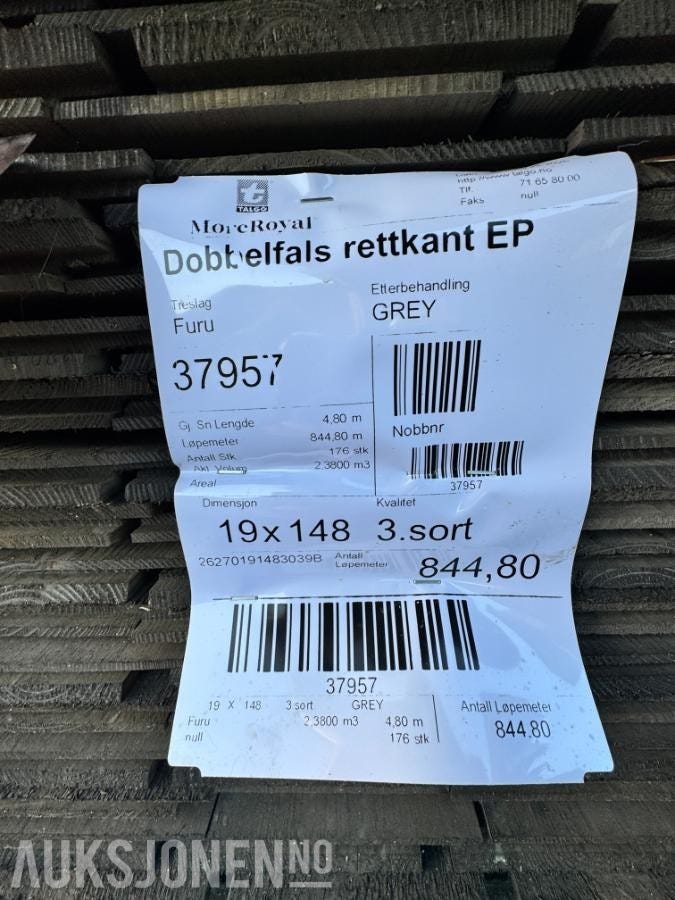 TALGO
MoreRoyal
Dobbelfals rettkant EP
Tlf. 71 65 80 00
Faks null
Treslag
Furu
Etterbehandling
GREY
37957
Gj. Sn Lengde 4,80 m
Løpemeter 844,80 m
Antall Stk 176 stk
Akt. Volum 2,3800 m3
Areal
Nobbnr
37957
Dimensjon
19x148
Kvalitet
3.sort
26270191483039B
Antall Løpemeter
844,80
37957
19 X 148 3.sort GREY
Furu 2,3800 m3 4,80 m
null 176 stk
Antall Løpemeter
844,80
AUKSJONEN.NO